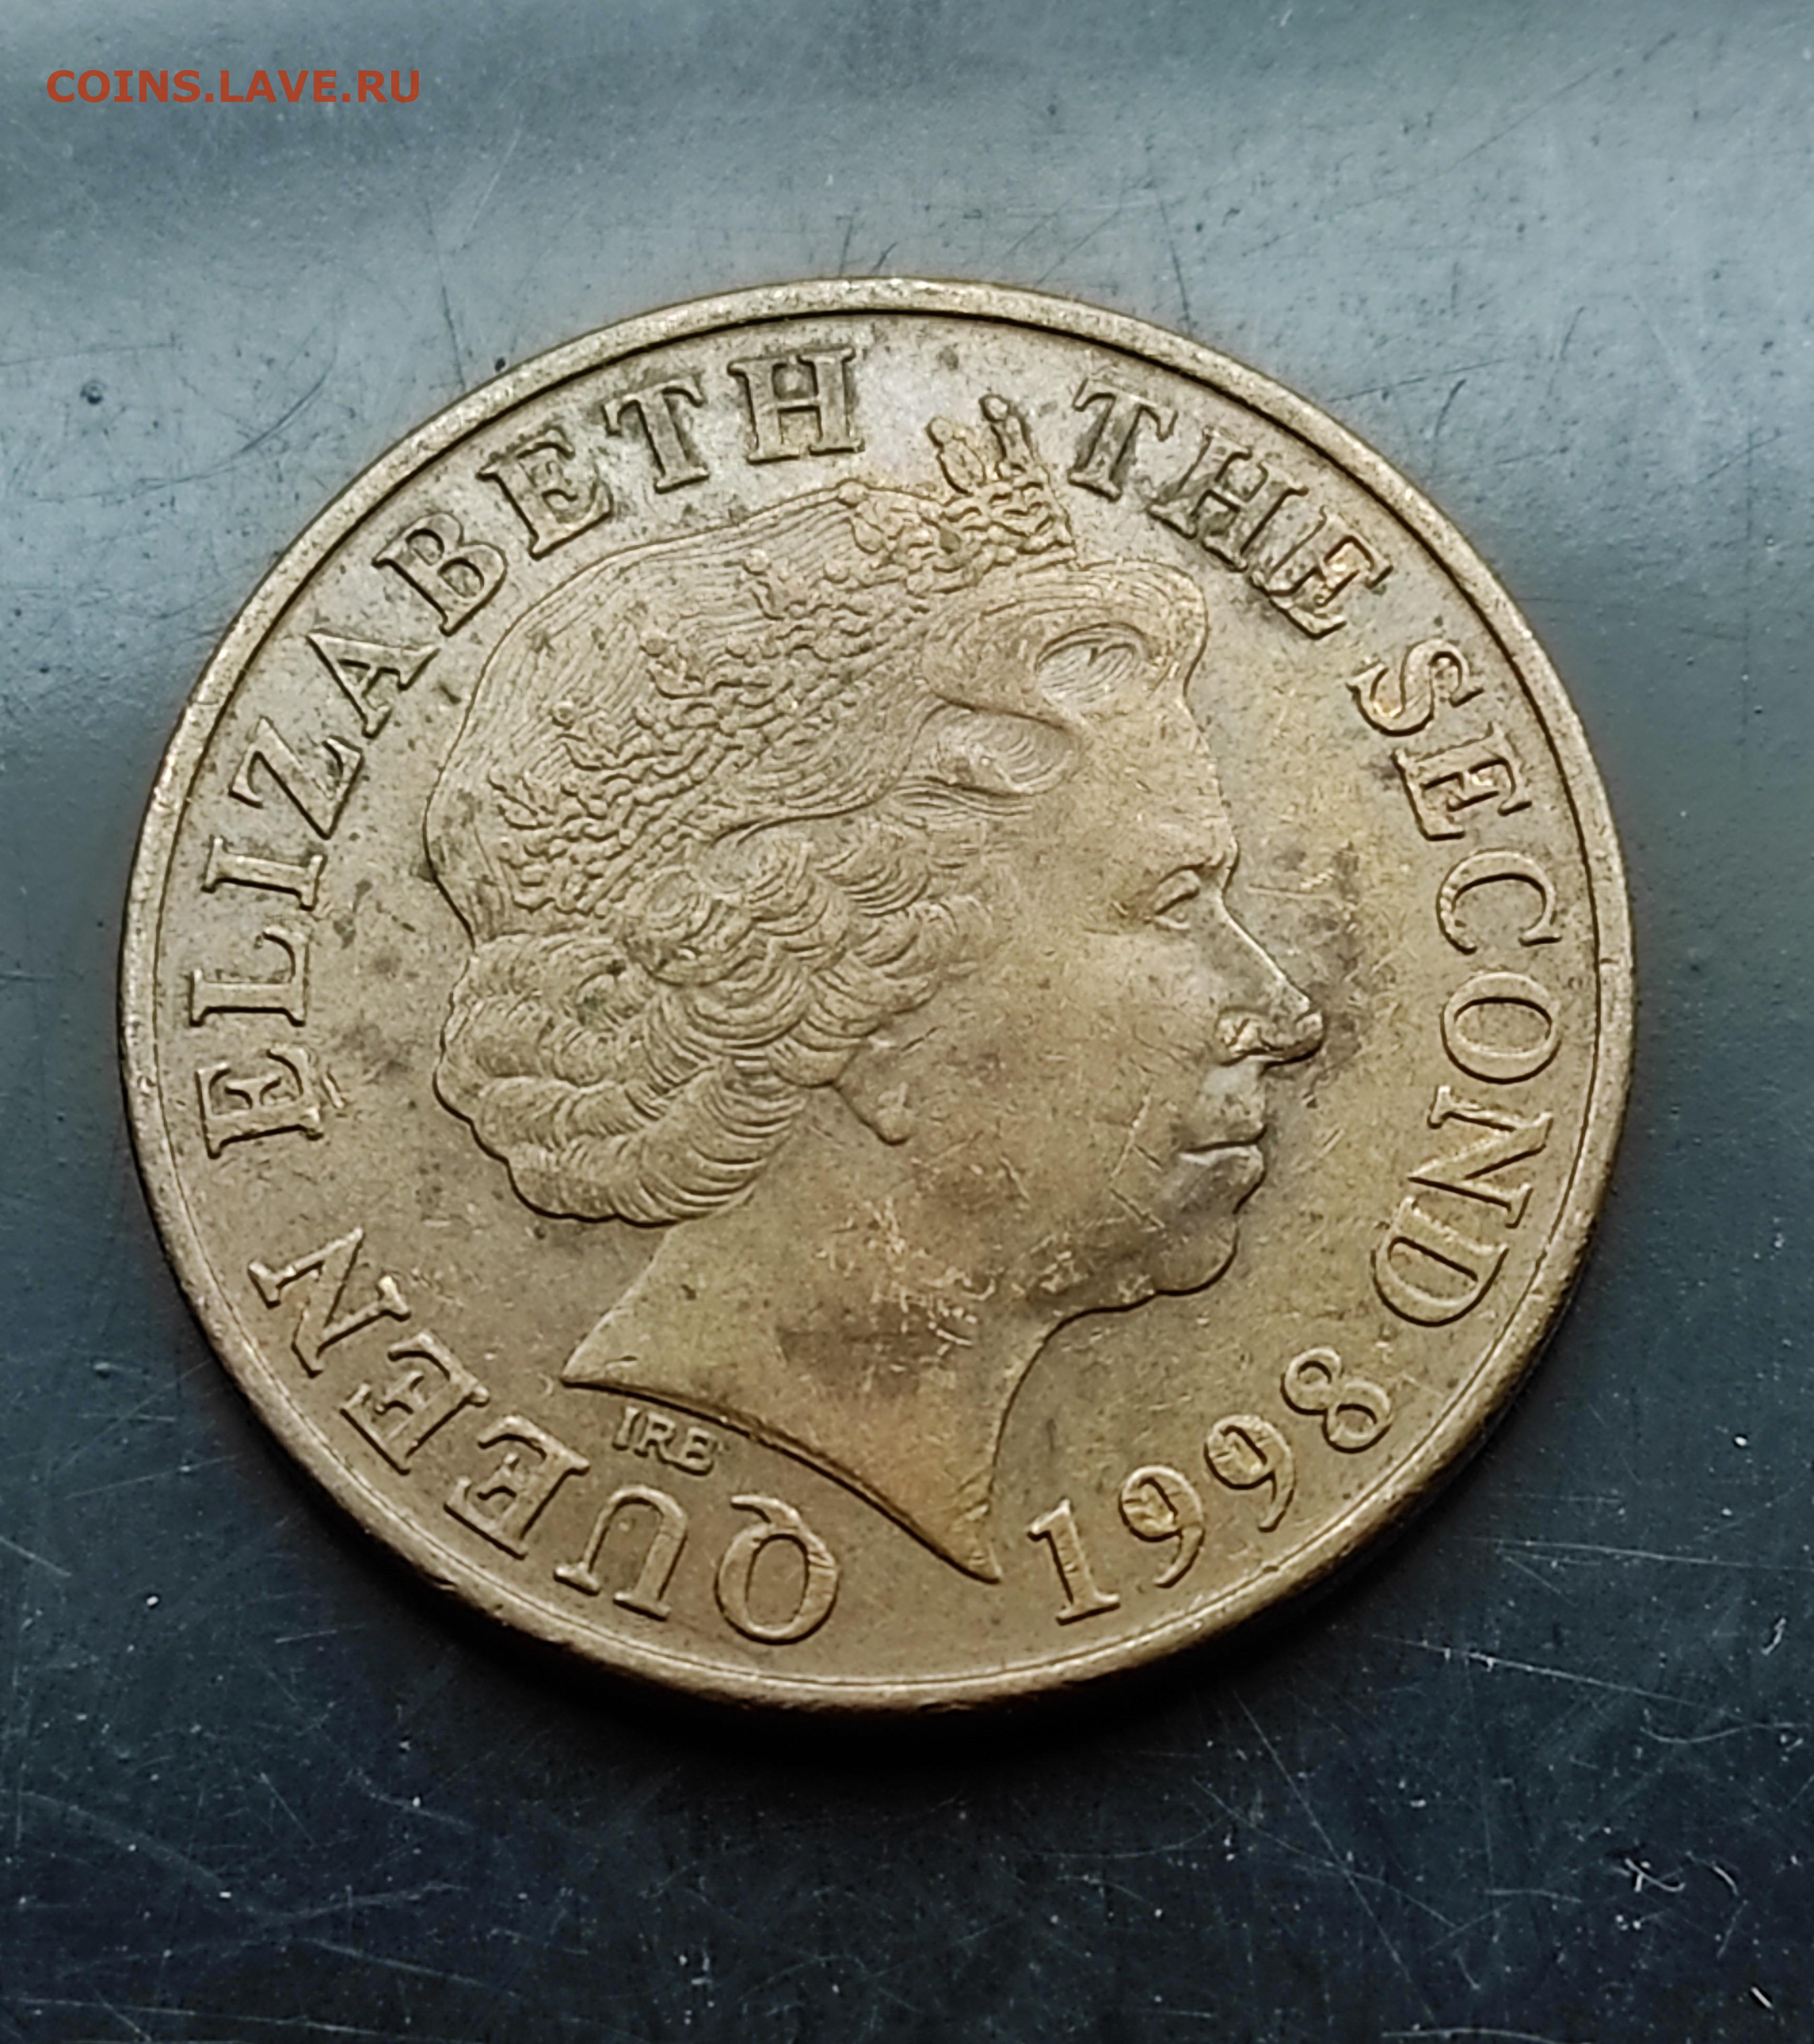 COINS.LAVE.RU
QUEEN ELIZABETH THE SECOND 1998
IRB